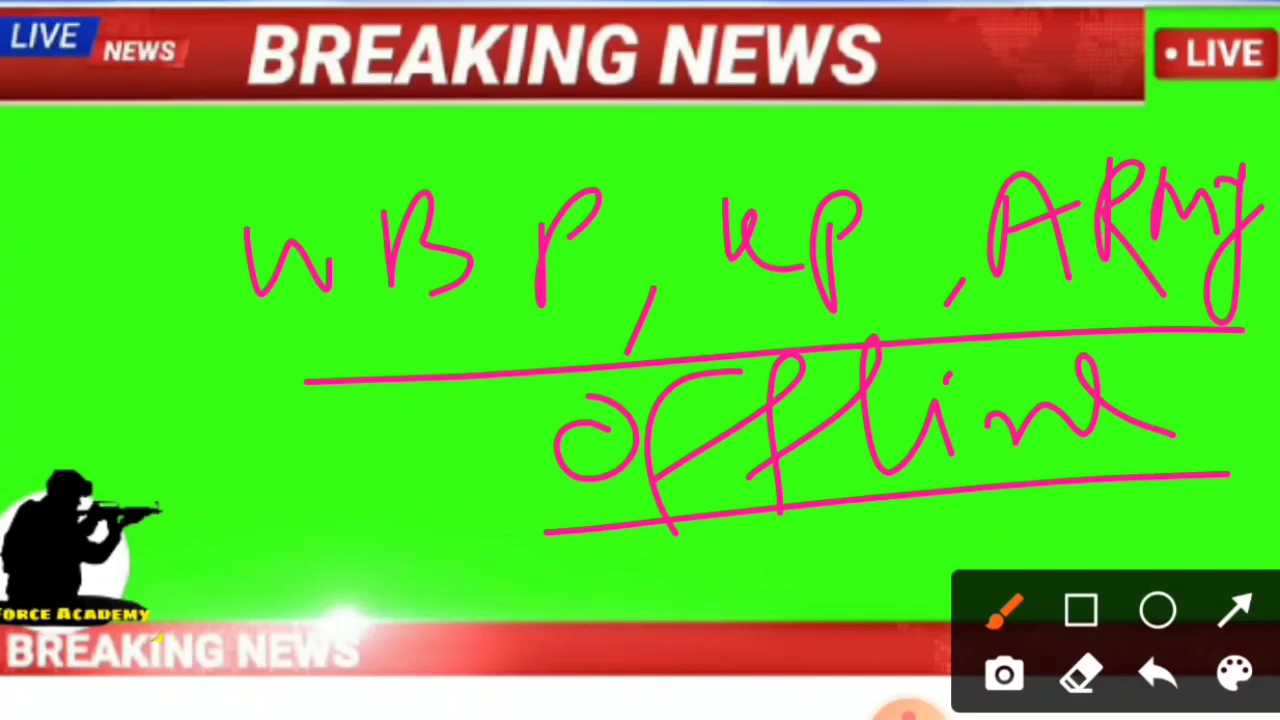 LIVE NEWS BREAKING NEWS • LIVE
WBP, KP, ARMY
Offline
FORCE ACADEMY
BREAKING NEWS